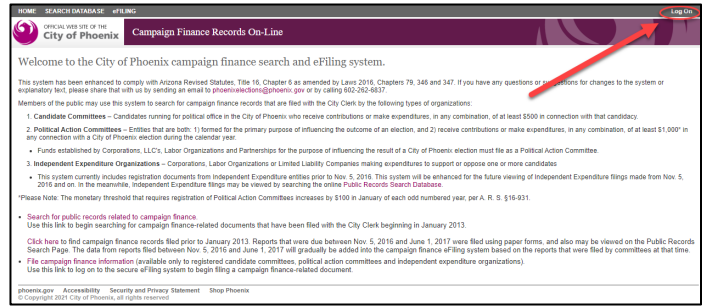 HOME SEARCH DATABASE eFILING Log On
OFFICIAL WEB SITE OF THE
City of Phoenix Campaign Finance Records On-Line
Welcome to the City of Phoenix campaign finance search and eFiling system.
This system has been enhanced to comply with Arizona Revised Statutes, Title 16, Chapter 6 as amended by Laws 2016, Chapters 79, 346 and 347. If you have any questions or for changes to the system or
explanatory text, please share that with us by sending an email to phoenixelections@phoenix.gov or by calling 602-262-6837.
Members of the public may use this system to search for campaign finance records that are filed with the City Clerk by the following types of organizations:
1. Candidate Committees – Candidates running for political office in the City of Phoenix who receive contributions or make expenditures, in any combination, of at least $500 in connection with that candidacy.
2. Political Action Committees – Entities that are both: 1) formed for the primary purpose of influencing the outcome of an election, and 2) receive contributions or make expenditures, in any combination, of at least $1,000* in
any connection with a City of Phoenix election during the calendar year.
• Funds established by Corporations, LLC's, Labor Organizations and Partnerships for the purpose of influencing the result of a City of Phoenix election must file as a Political Action Committee.
3. Independent Expenditure Organizations – Corporations, Labor Organizations or Limited Liability Companies making expenditures to support or oppose one or more candidates
• This system currently includes registration documents from Independent Expenditure entities prior to Nov. 5, 2016. This system will be enhanced for the future viewing of Independent Expenditure filings made from Nov. 5,
2016 and on. In the meanwhile, Independent Expenditure filings may be viewed by searching the online Public Records Search Database.
*Please Note: The monetary threshold that requires registration of Political Action Committees increases by $100 in January of each odd numbered year, per A. R. S. §16-931.
• Search for public records related to campaign finance.
Use this link to begin searching for campaign finance-related documents that have been filed with the City Clerk beginning in January 2013.
Click here to find campaign finance records filed prior to January 2013. Reports that were due between Nov. 5, 2016 and June 1, 2017 were filed using paper forms, and also may be viewed on the Public Records
Search Page. The data from reports filed between Nov. 5, 2016 and June 1, 2017 will gradually be added into the campaign finance eFiling system based on the reports that were filed by committees at that time.
• File campaign finance information (available only to registered candidate committees, political action committees and independent expenditure organizations).
Use this link to log on to the secure eFiling system to begin filing a campaign finance-related document.
phoenix.gov Accessibility Security and Privacy Statement Shop Phoenix
© Copyright 2021 City of Phoenix, all rights reserved